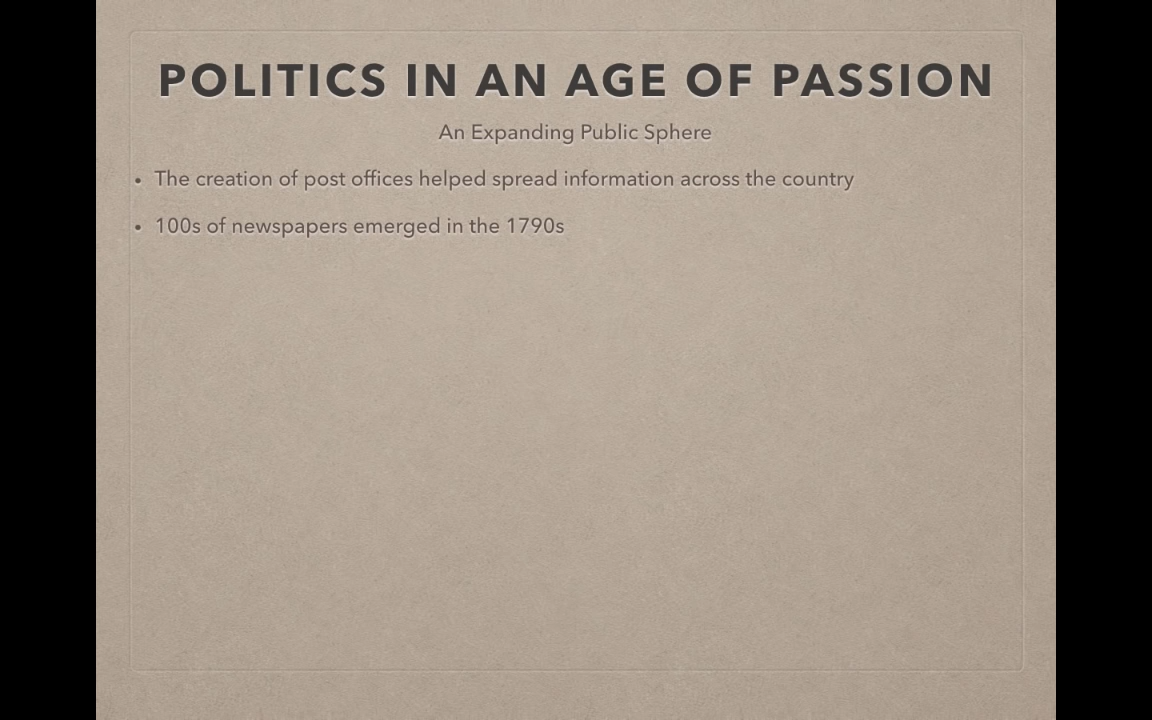 POLITICS IN AN AGE OF PASSION
An Expanding Public Sphere
• The creation of post offices helped spread information across the country
• 100s of newspapers emerged in the 1790s